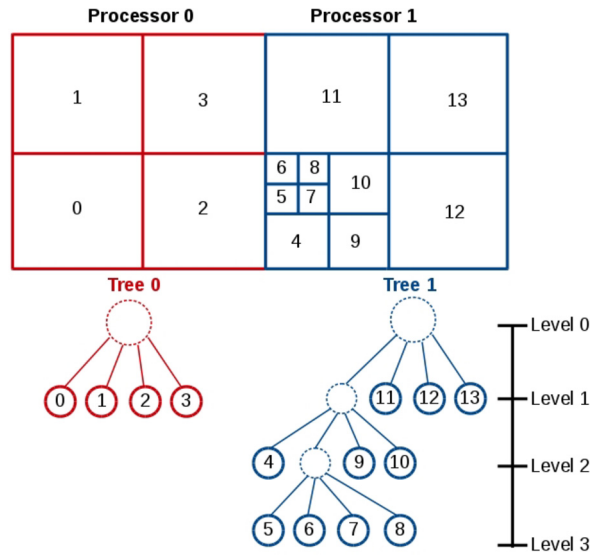 Processor 0 Processor 1
1 3 11 13
6 8 10
5 7
0 2 12
4 9
Tree 0 Tree 1
Level 0
0 1 2 3 11 12 13 Level 1
4 9 10 Level 2
5 6 7 8
Level 3